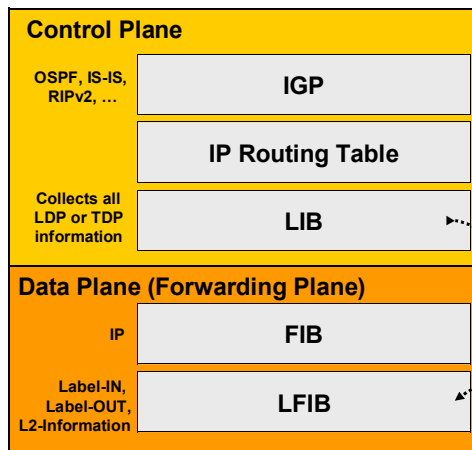 Control Plane
OSPF, IS-IS,
RIPv2, …
IGP
IP Routing Table
Collects all
LDP or TDP
information
LIB
Data Plane (Forwarding Plane)
IP
FIB
Label-IN,
Label-OUT,
L2-Information
LFIB